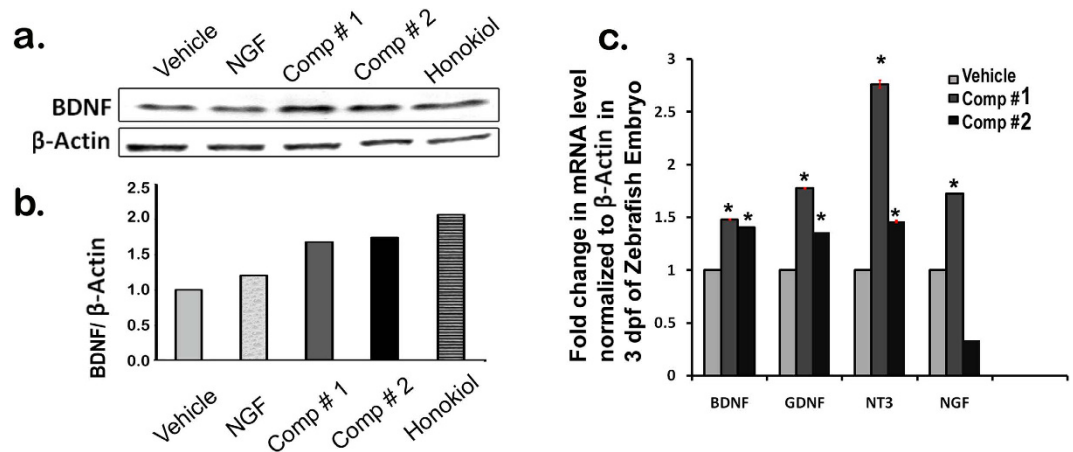 a.
Vehicle
NGF
Comp # 1
Comp # 2
Honokiol
BDNF
β-Actin
b.
BDNF/ β-Actin
2.5
2.0
1.5
1.0
0.5
0.0
Vehicle
NGF
Comp # 1
Comp # 2
Honokiol
c.
Fold change in mRNA level
normalized to β-Actin in
3 dpf of Zebrafish Embryo
3
2.5
2
1.5
1
0.5
0
* *
* *
* *
*
Vehicle
Comp #1
Comp #2
BDNF
GDNF
NT3
NGF